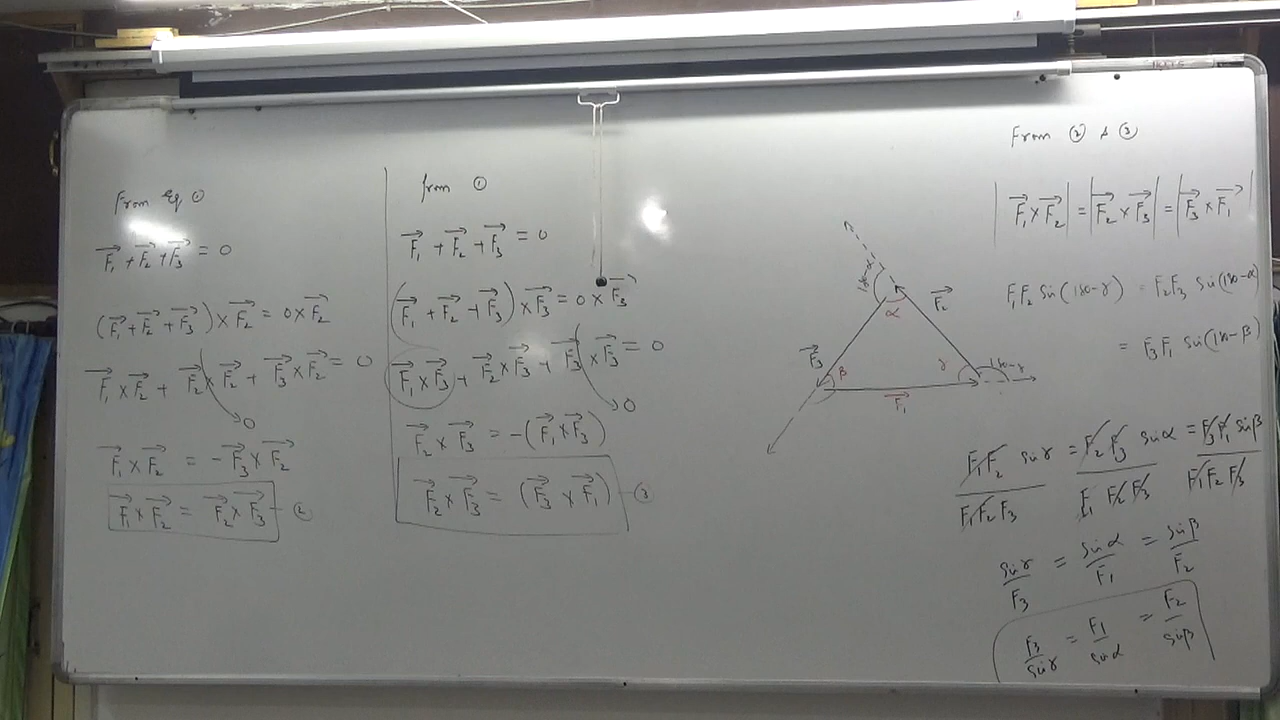 From Eq ①
F₁→ + F₂→ + F₃→ = 0
(F₁→ + F₂→ + F₃→) × F₂→ = 0 × F₂→
F₁→ × F₂→ + F₂→ × F₂→ + F₃→ × F₂→ = 0
0
F₁→ × F₂→ = - F₃→ × F₂→
F₁→ × F₂→ = F₂→ × F₃→ - ②
from ①
F₁→ + F₂→ + F₃→ = 0
(F₁→ + F₂→ + F₃→) × F₃→ = 0 × F₃→
F₁→ × F₃→ + F₂→ × F₃→ + F₃→ × F₃→ = 0
0
F₂→ × F₃→ = -(F₁→ × F₃→)
F₂→ × F₃→ = (F₃→ × F₁→) - ③
180-α
α
F₂→
F₃→
β
γ
180-γ
F₁→
From ② & ③
|F₁→ × F₂→| = |F₂→ × F₃→| = |F₃→ × F₁→|
F₁F₂ sin(180-γ) = F₂F₃ sin(180-α)
= F₃F₁ sin(180-β)
F₁F₂ sinγ / F₁F₂F₃ = F₂F₃ sinα / F₁F₂F₃ = F₃F₁ sinβ / F₁F₂F₃
sinγ / F₃ = sinα / F₁ = sinβ / F₂
F₃ / sinγ = F₁ / sinα = F₂ / sinβ